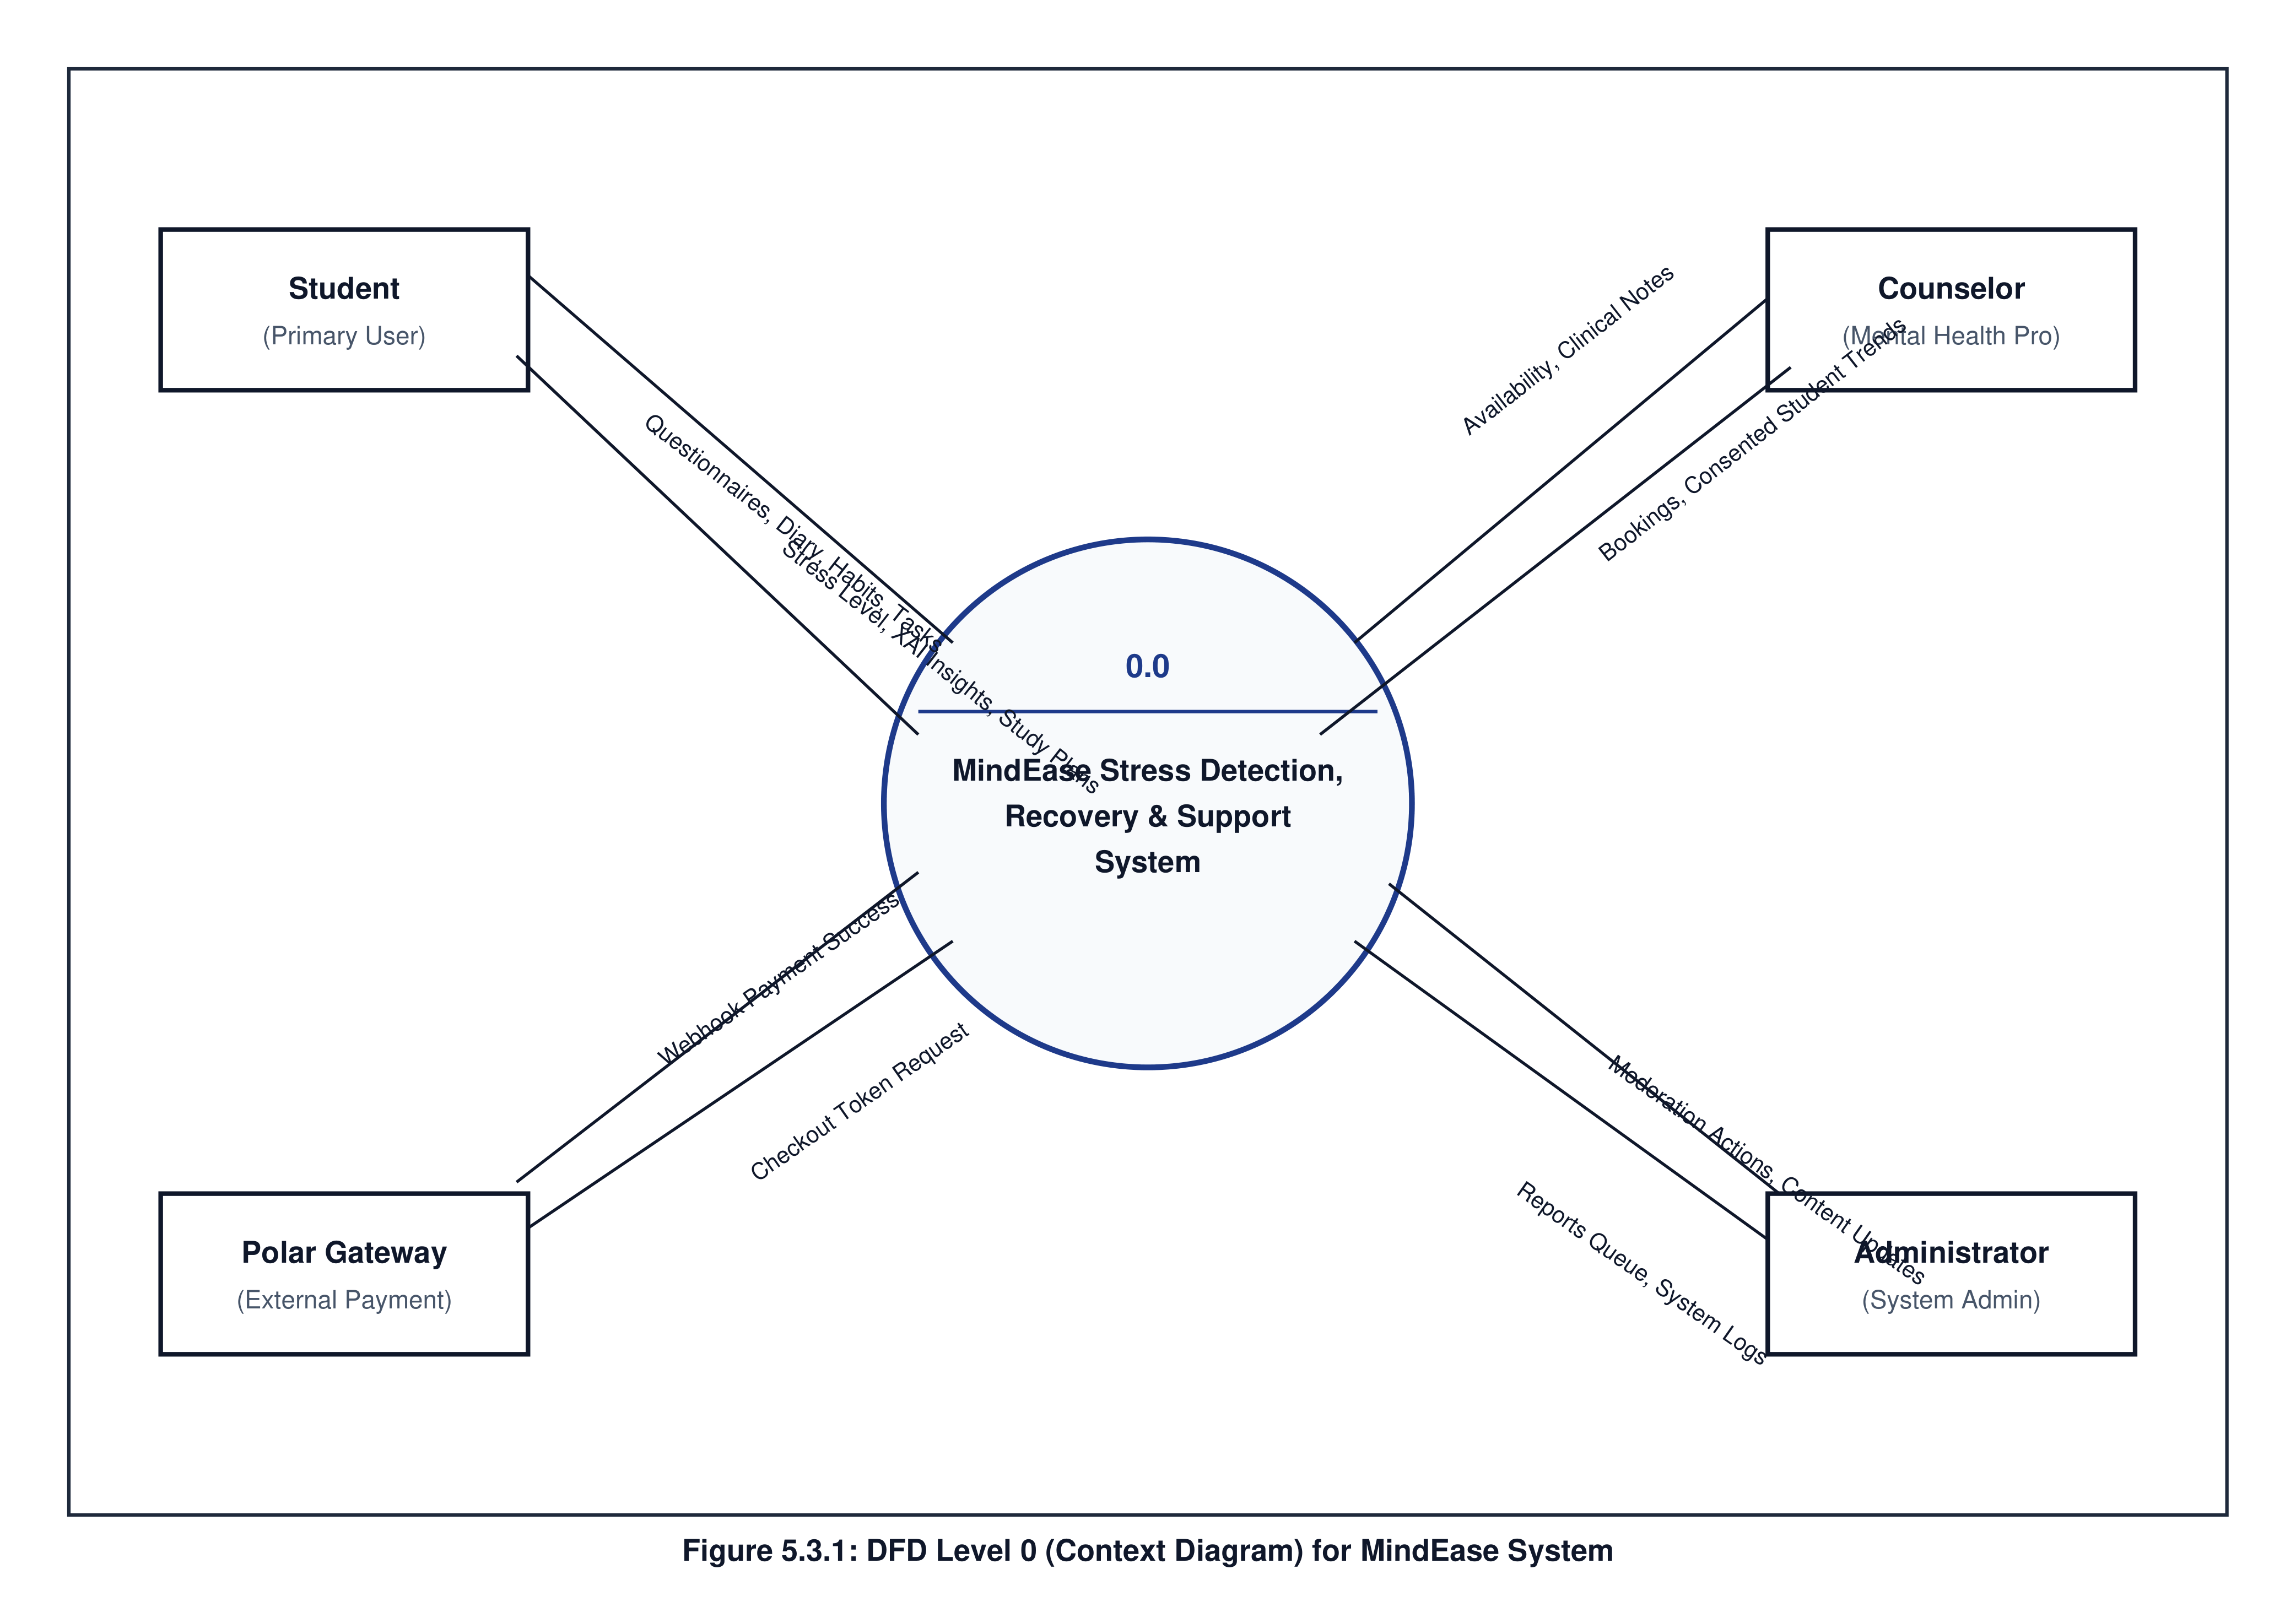 Student
(Primary User)
Counselor
(Mental Health Pro)
Availability, Clinical Notes
Bookings, Consented Student Trends
Questionnaires, Diary, Habits, Tasks
Stress Level, XAI Insights, Study Plans
0.0
MindEase Stress Detection,
Recovery & Support
System
Webhook Payment Success
Checkout Token Request
Moderation Actions, Content Updates
Reports Queue, System Logs
Polar Gateway
(External Payment)
Administrator
(System Admin)
Figure 5.3.1: DFD Level 0 (Context Diagram) for MindEase System